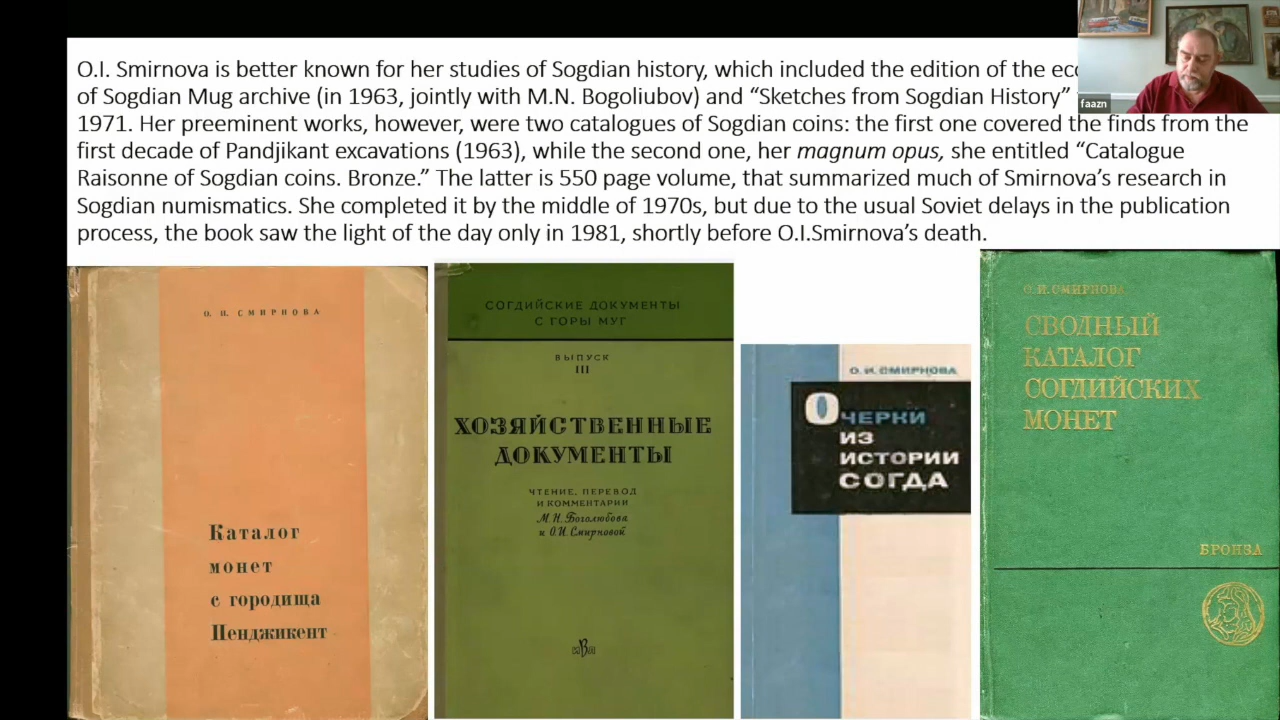 O.I. Smirnova is better known for her studies of Sogdian history, which included the edition of the
of Sogdian Mug archive (in 1963, jointly with M.N. Bogoliubov) and “Sketches from Sogdian History”
1971. Her preeminent works, however, were two catalogues of Sogdian coins: the first one covered the finds from the
first decade of Pandjikant excavations (1963), while the second one, her magnum opus, she entitled “Catalogue
Raisonne of Sogdian coins. Bronze.” The latter is 550 page volume, that summarized much of Smirnova’s research in
Sogdian numismatics. She completed it by the middle of 1970s, but due to the usual Soviet delays in the publication
process, the book saw the light of the day only in 1981, shortly before O.I.Smirnova’s death.
faazn
О. И. СМИРНОВА
Каталог
монет
с городища
Пенджикент
СОГДИЙСКИЕ ДОКУМЕНТЫ
С ГОРЫ МУГ
ВЫПУСК
III
ХОЗЯЙСТВЕННЫЕ
ДОКУМЕНТЫ
ЧТЕНИЕ, ПЕРЕВОД
И КОММЕНТАРИИ
М.Н. Боголюбова
и О.И. Смирновой
О. И. СМИРНОВА
ОЧЕРКИ
ИЗ
ИСТОРИИ
СОГДА
О. И. СМИРНОВА
СВОДНЫЙ
КАТАЛОГ
СОГДИЙСКИХ
МОНЕТ
БРОНЗА